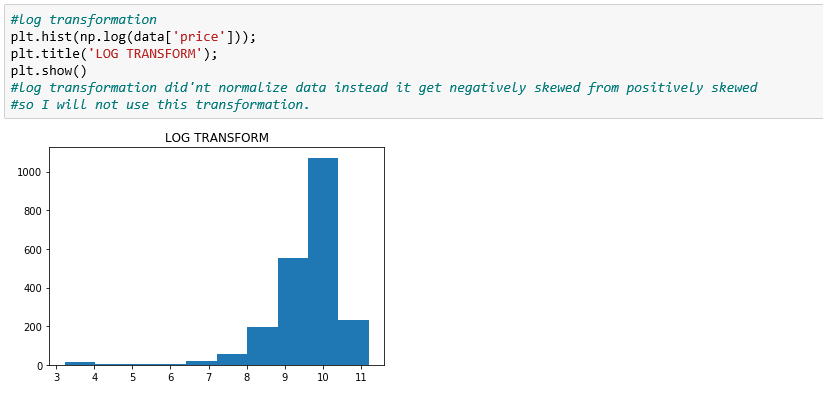 #log transformation
plt.hist(np.log(data['price']));
plt.title('LOG TRANSFORM');
plt.show()
#log transformation did'nt normalize data instead it get negatively skewed from positively skewed
#so I will not use this transformation.
LOG TRANSFORM
1000
800
600
400
200
0
3 4 5 6 7 8 9 10 11